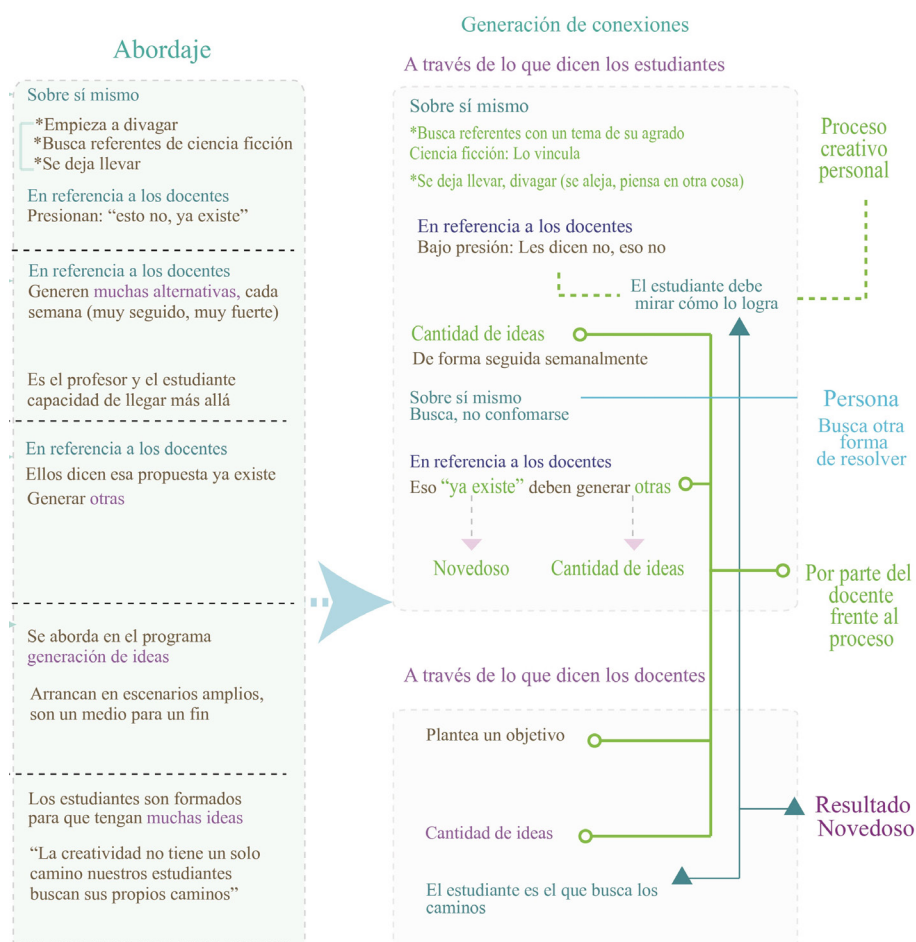 Abordaje
Sobre sí mismo
*Empieza a divagar
*Busca referentes de ciencia ficción
*Se deja llevar
En referencia a los docentes
Presionan: “esto no, ya existe”
En referencia a los docentes
Generen muchas alternativas, cada
semana (muy seguido, muy fuerte)
Es el profesor y el estudiante
capacidad de llegar más allá
En referencia a los docentes
Ellos dicen esa propuesta ya existe
Generar otras
Se aborda en el programa
generación de ideas
Arrancan en escenarios amplios,
son un medio para un fin
Los estudiantes son formados
para que tengan muchas ideas
“La creatividad no tiene un solo
camino nuestros estudiantes
buscan sus propios caminos”
Generación de conexiones
A través de lo que dicen los estudiantes
Sobre sí mismo
*Busca referentes con un tema de su agrado
Ciencia ficción: Lo vincula
*Se deja llevar, divagar (se aleja, piensa en otra cosa)
En referencia a los docentes
Bajo presión: Les dicen no, eso no
El estudiante debe
mirar cómo lo logra
Cantidad de ideas
De forma seguida semanalmente
Sobre sí mismo
Busca, no confomarse
En referencia a los docentes
Eso “ya existe” deben generar otras
Novedoso
Cantidad de ideas
A través de lo que dicen los docentes
Plantea un objetivo
Cantidad de ideas
El estudiante es el que busca los
caminos
Proceso
creativo
personal
Persona
Busca otra
forma
de resolver
Por parte del
docente
frente al
proceso
Resultado
Novedoso